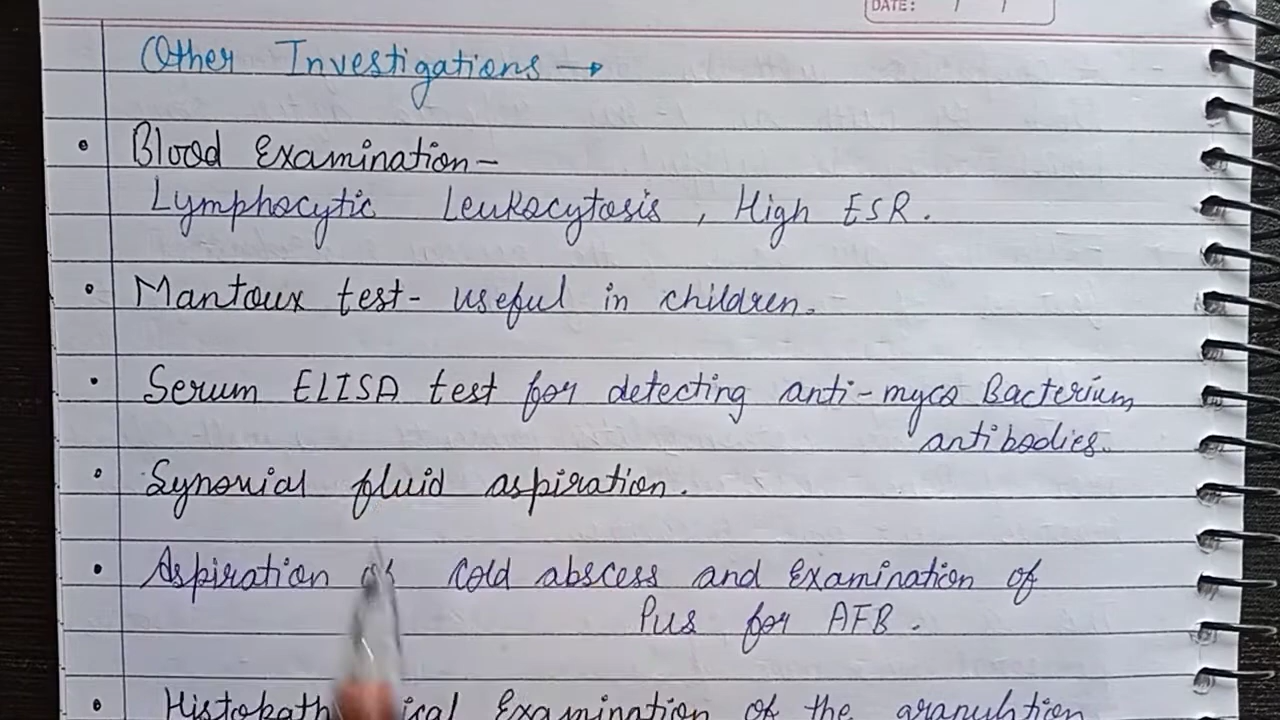 DATE: / /
Other Investigations →
• Blood Examination -
Lymphocytic Leukocytosis , High ESR .
• Mantoux test - useful in children .
• Serum ELISA test for detecting anti-myco Bacterium
antibodies .
• Synovial fluid aspiration .
• Aspiration of cold abscess and Examination of
Pus for AFB .
• Examination of the granulation